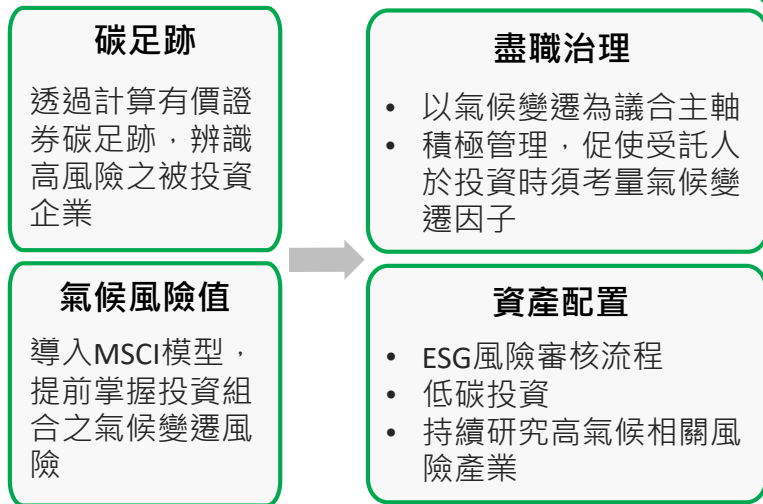 碳足跡
透過計算有價證
券碳足跡，辨識
高風險之被投資
企業
氣候風險值
導入MSCI模型，
提前掌握投資組
合之氣候變遷風
險
盡職治理
• 以氣候變遷為議合主軸
• 積極管理，促使受託人
於投資時須考量氣候變
遷因子
資產配置
• ESG風險審核流程
• 低碳投資
• 持續研究高氣候相關風
險產業